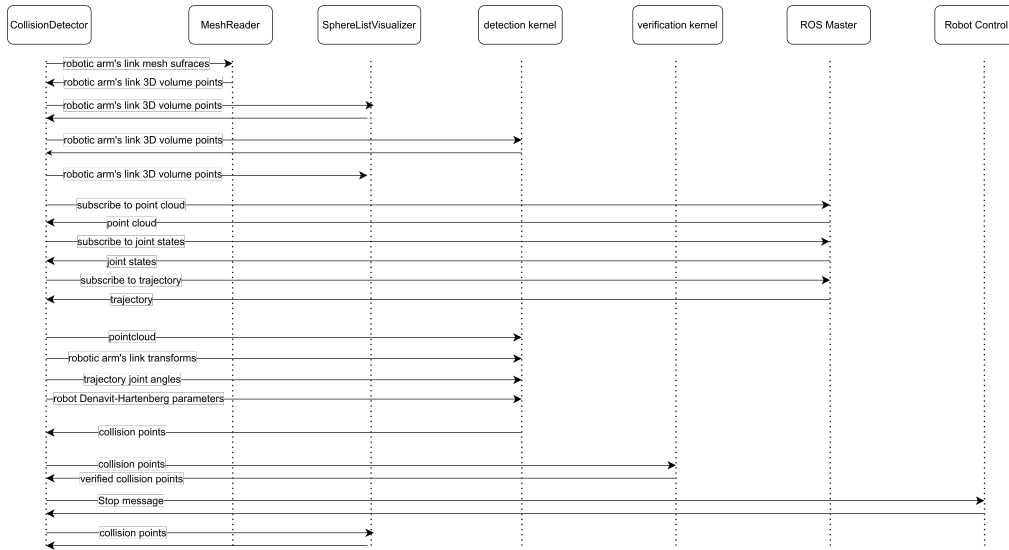 CollisionDetector
MeshReader
SphereListVisualizer
detection kernel
verification kernel
ROS Master
Robot Control
robotic arm's link mesh sufraces
robotic arm's link 3D volume points
robotic arm's link 3D volume points
robotic arm's link 3D volume points
robotic arm's link 3D volume points
subscribe to point cloud
point cloud
subscribe to joint states
joint states
subscribe to trajectory
trajectory
pointcloud
robotic arm's link transforms
trajectory joint angles
robot Denavit-Hartenberg parameters
collision points
collision points
verified collision points
Stop message
collision points